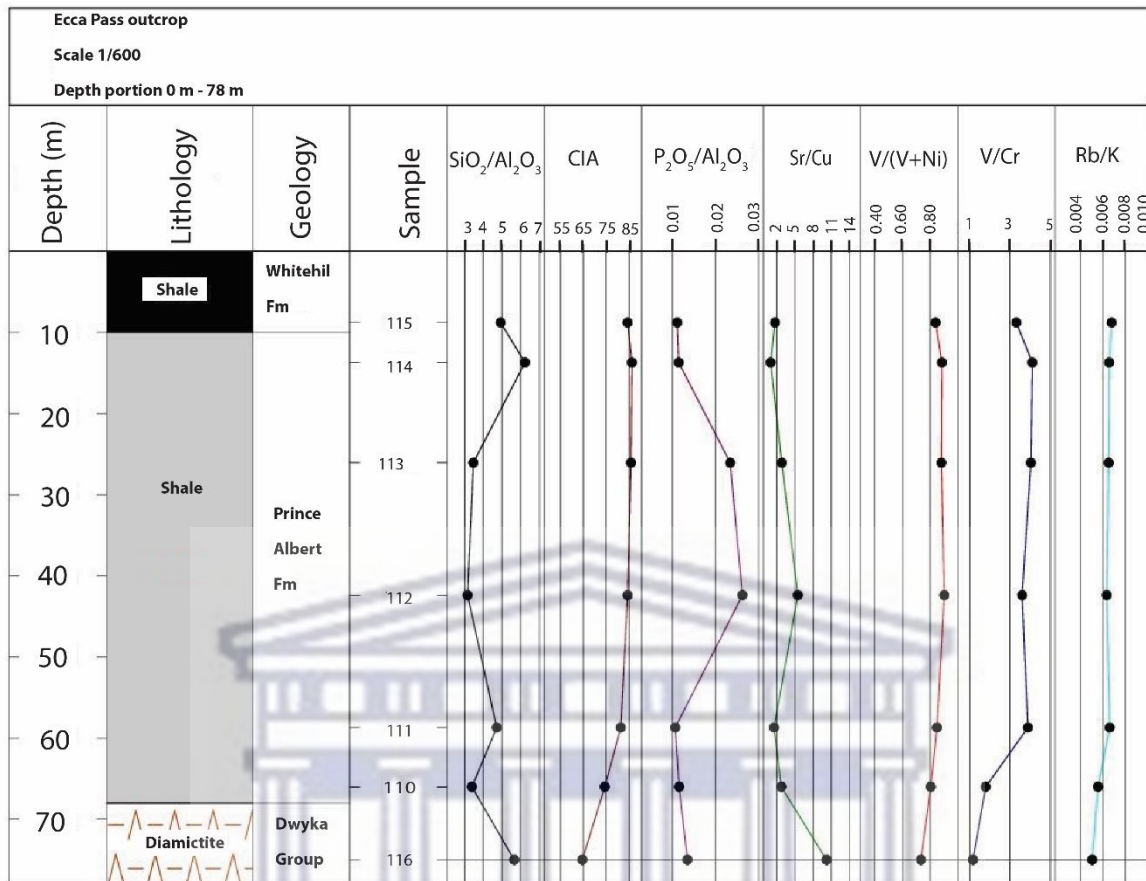 Ecca Pass outcrop
Scale 1/600
Depth portion 0 m - 78 m
Depth (m)
Lithology
Geology
Sample
SiO₂/Al₂O₃
CIA
P₂O₅/Al₂O₃
Sr/Cu
V/(V+Ni)
V/Cr
Rb/K
3 4 5 6 7
55 65 75 85
0.01 0.02 0.03
2 5 8 11 14
0.40 0.60 0.80
1 3 5
0.004 0.006 0.008 0.010
Shale
Whitehil
Fm
115
10
114
20
113
Shale
30
Prince
Albert
40
Fm
112
50
111
60
110
70
Dwyka
Diamictite
Group
116